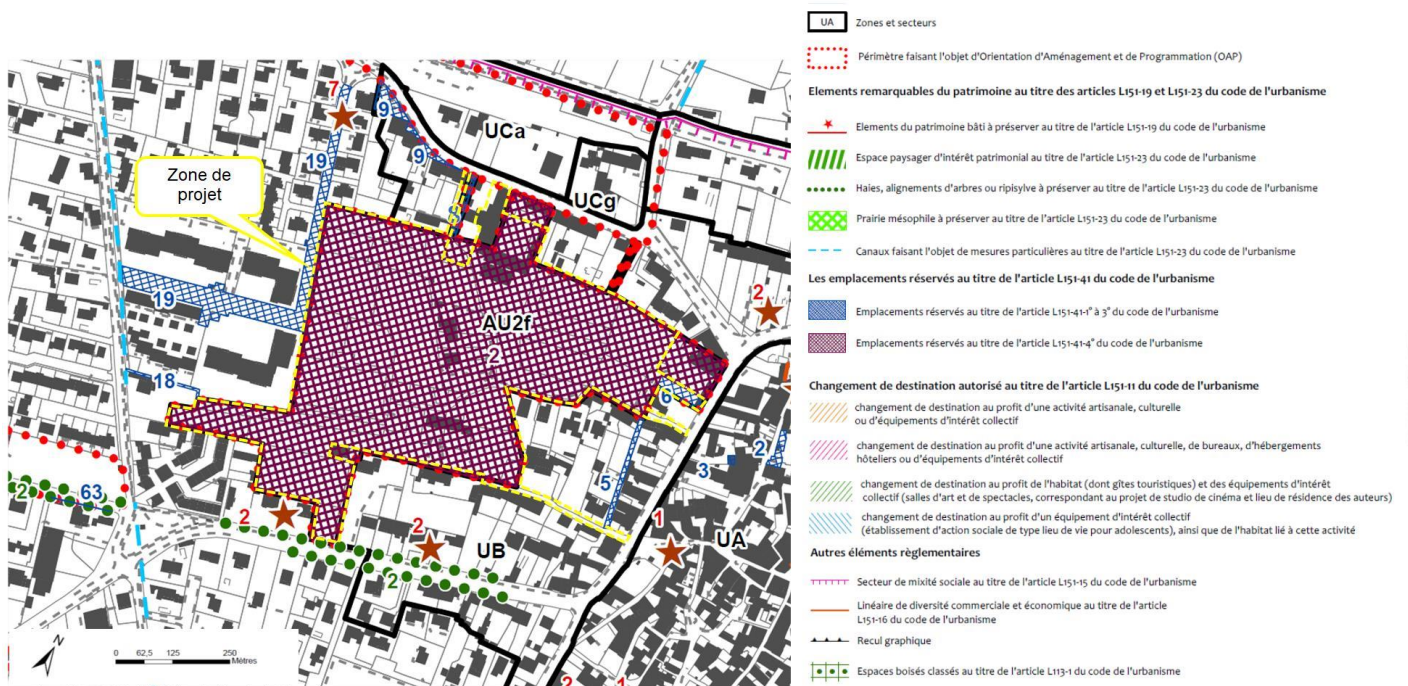 7
9
UCa
19
9
Zone de
projet
UCg
2
19
AU2f
2
18
6
2
5
3
63
2
2
2
1
UB
UA
2
N
0 62,5 125 250
Mètres
2
1
UA Zones et secteurs
Périmètre faisant l'objet d'Orientation d'Aménagement et de Programmation (OAP)
Elements remarquables du patrimoine au titre des articles L151-19 et L151-23 du code de l'urbanisme
Elements du patrimoine bâti à préserver au titre de l'article L151-19 du code de l'urbanisme
Espace paysager d'intérêt patrimonial au titre de l'article L151-23 du code de l'urbanisme
Haies, alignements d'arbres ou ripisylve à préserver au titre de l'article L151-23 du code de l'urbanisme
Prairie mésophile à préserver au titre de l'article L151-23 du code de l'urbanisme
Canaux faisant l'objet de mesures particulières au titre de l'article L151-23 du code de l'urbanisme
Les emplacements réservés au titre de l'article L151-41 du code de l'urbanisme
Emplacements réservés au titre de l'article L151-41-1° à 3° du code de l'urbanisme
Emplacements réservés au titre de l'article L151-41-4° du code de l'urbanisme
Changement de destination autorisé au titre de l'article L151-11 du code de l'urbanisme
changement de destination au profit d'une activité artisanale, culturelle
ou d'équipements d'intérêt collectif
changement de destination au profit d'une activité artisanale, culturelle, de bureaux, d'hébergements
hôteliers ou d'équipements d'intérêt collectif
changement de destination au profit de l'habitat (dont gîtes touristiques) et des équipements d'intérêt
collectif (salles d'art et de spectacles, correspondant au projet de studio de cinéma et lieu de résidence des auteurs)
changement de destination au profit d'un équipement d'intérêt collectif
(établissement d'action sociale de type lieu de vie pour adolescents), ainsi que de l'habitat lié à cette activité
Autres éléments règlementaires
Secteur de mixité sociale au titre de l'article L151-15 du code de l'urbanisme
Linéaire de diversité commerciale et économique au titre de l'article
L151-16 du code de l'urbanisme
Recul graphique
Espaces boisés classés au titre de l'article L113-1 du code de l'urbanisme